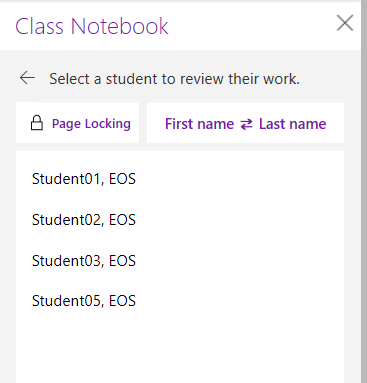 Class Notebook
Select a student to review their work.
Page Locking
First name ⇄ Last name
Student01, EOS
Student02, EOS
Student03, EOS
Student05, EOS